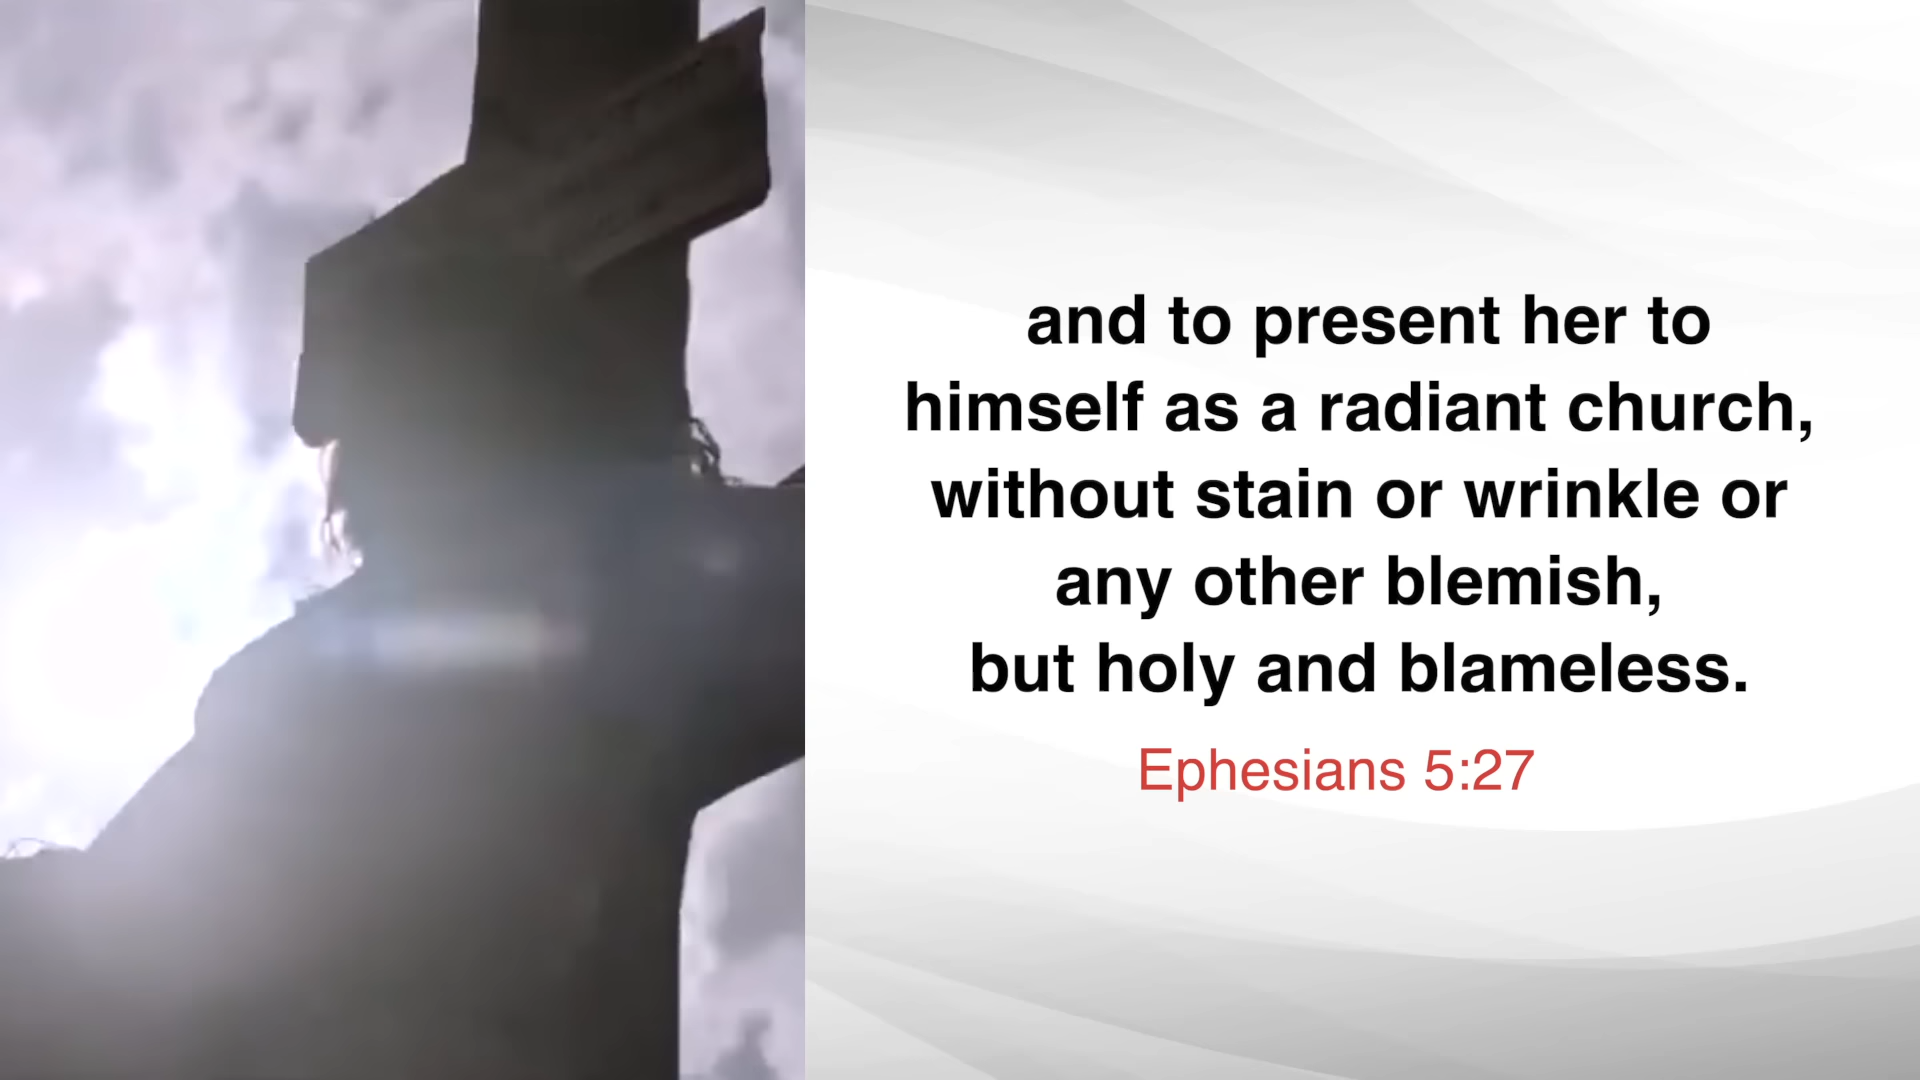 and to present her to
himself as a radiant church,
without stain or wrinkle or
any other blemish,
but holy and blameless.
Ephesians 5:27